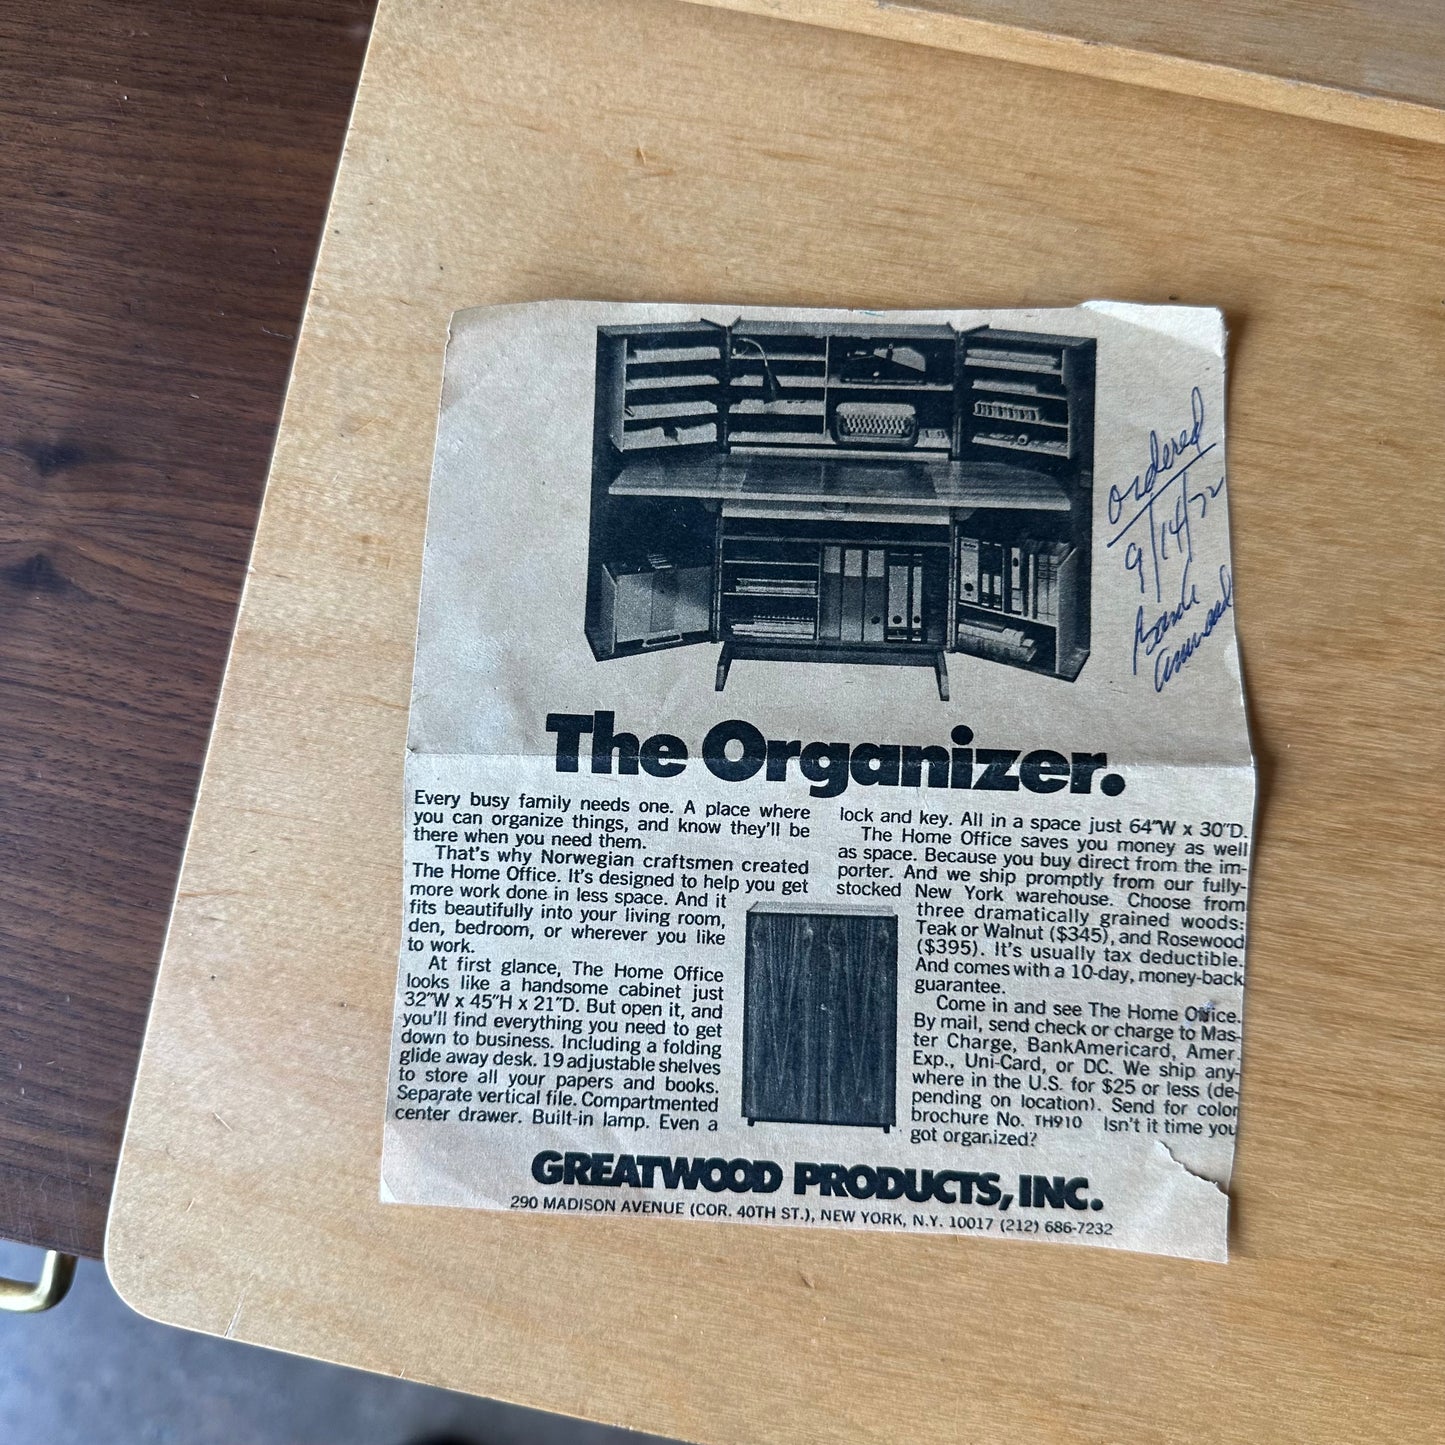 Ordered
9/14/72
Bank
The Organizer.
Every busy family needs one. A place where
you can organize things, and know they'll be
there when you need them.
That's why Norwegian craftsmen created
The Home Office. It's designed to help you get
more work done in less space. And it
fits beautifully into your living room,
den, bedroom, or wherever you like
to work.
At first glance, The Home Office
looks like a handsome cabinet just
32"W x 45"H x 21"D. But open it, and
you'll find everything you need to get
down to business. Including a folding
glide away desk. 19 adjustable shelves
to store all your papers and books.
Separate vertical file. Compartmented
center drawer. Built-in lamp. Even a
lock and key. All in a space just 64"W x 30"D.
The Home Office saves you money as well
as space. Because you buy direct from the im-
porter. And we ship promptly from our fully-
stocked New York warehouse. Choose from
three dramatically grained woods:
Teak or Walnut ($345), and Rosewood
($395). It's usually tax deductible.
And comes with a 10-day, money-back
guarantee.
Come in and see The Home Office.
By mail, send check or charge to Mas-
ter Charge, BankAmericard, Amer.
Exp., Uni-Card, or DC. We ship any-
where in the U.S. for $25 or less (de-
pending on location). Send for color
brochure No. TH910 Isn't it time you
got organized?
GREATWOOD PRODUCTS, INC.
290 MADISON AVENUE (COR. 40TH ST.), NEW YORK, N.Y. 10017 (212) 686-7232